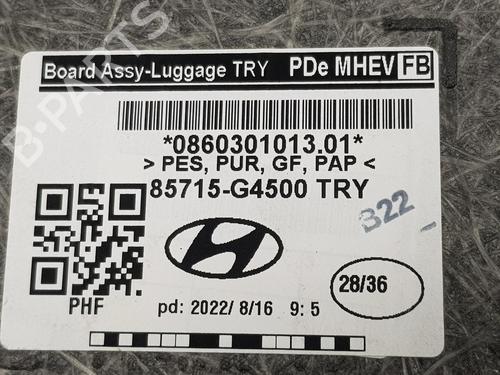 Board Assy-Luggage TRY PDe MHEV FB
*0860301013.01*
> PES, PUR, GF, PAP <
85715-G4500 TRY
B22
PHF
pd: 2022/ 8/16 9: 5
28/36
B-PARTS